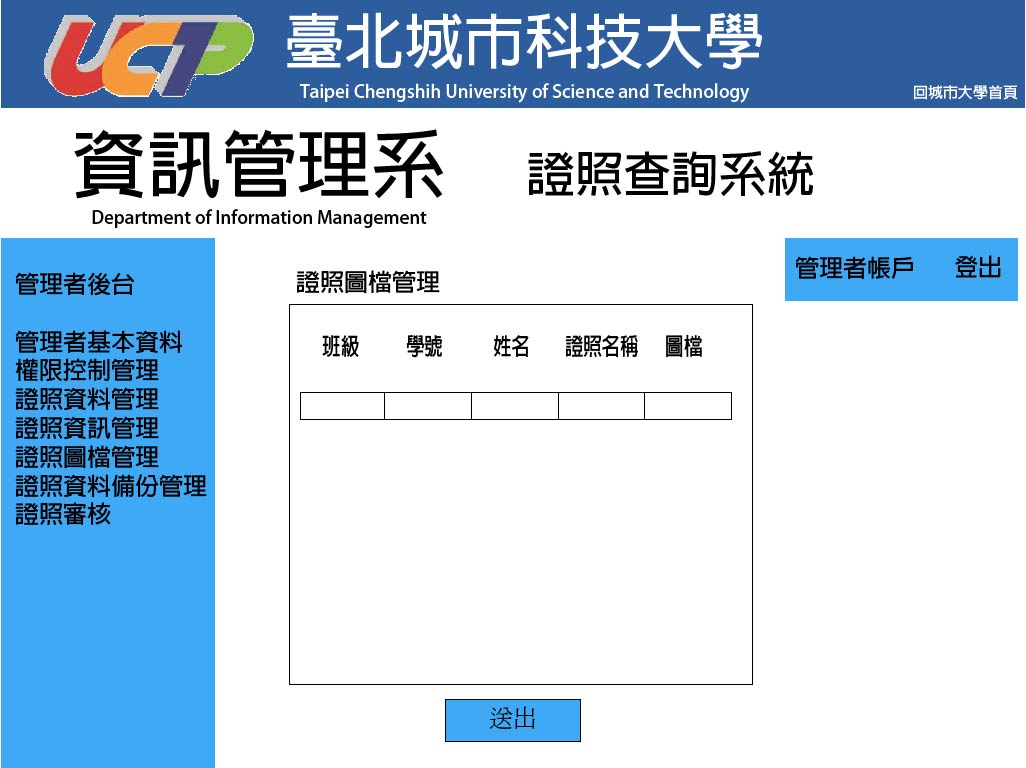 UCTP
臺北城市科技大學
Taipei Chengshih University of Science and Technology
回城市大學首頁
資訊管理系
證照查詢系統
Department of Information Management
管理者後台
管理者基本資料
權限控制管理
證照資料管理
證照資訊管理
證照圖檔管理
證照資料備份管理
證照審核
證照圖檔管理
班級 學號 姓名 證照名稱 圖檔
送出
管理者帳戶 登出